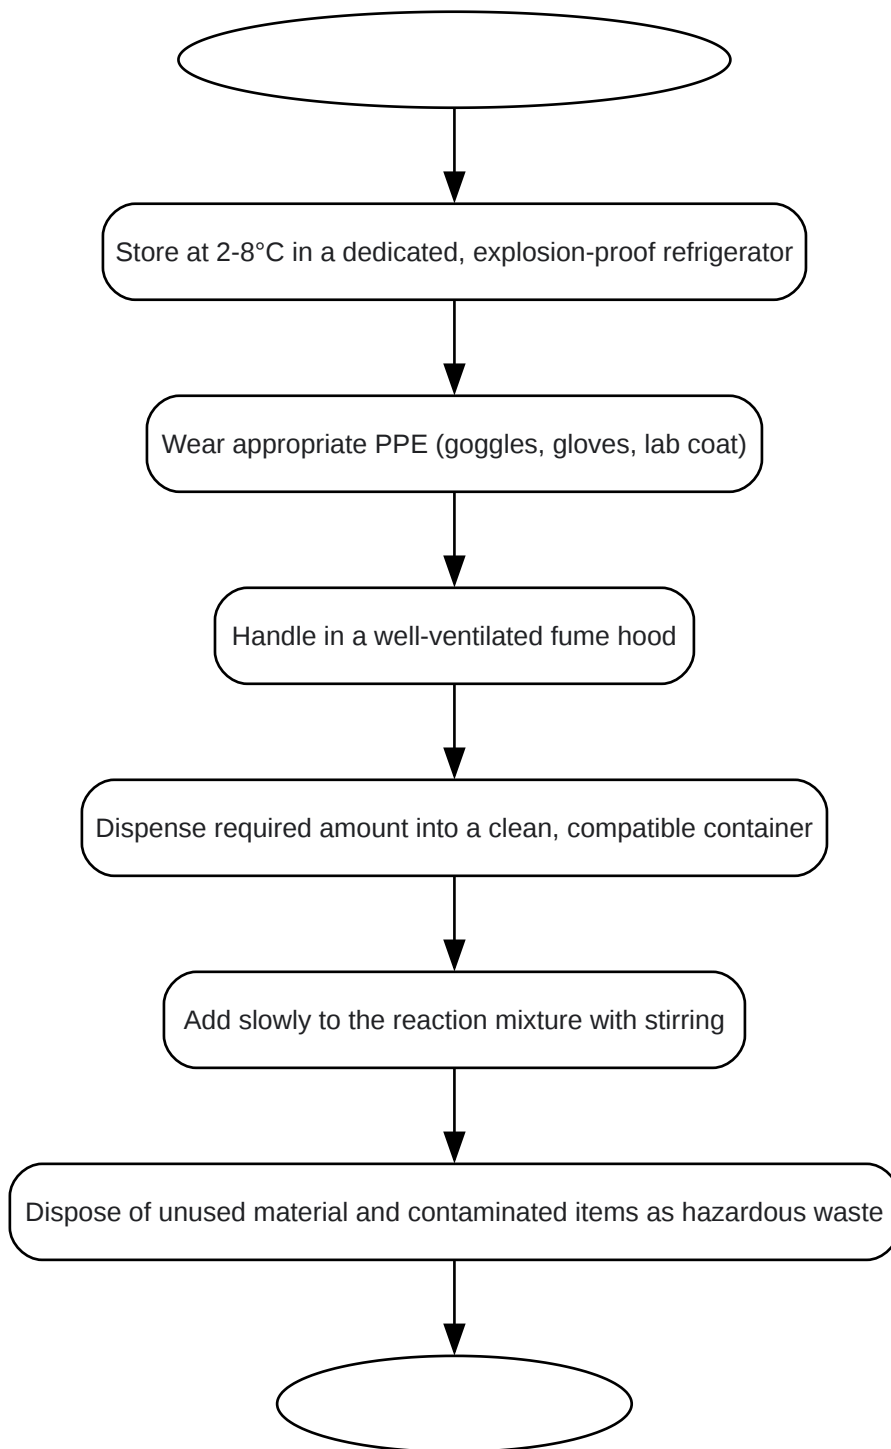 Store at 2-8°C in a dedicated, explosion-proof refrigerator
Wear appropriate PPE (goggles, gloves, lab coat)
Handle in a well-ventilated fume hood
Dispense required amount into a clean, compatible container
Add slowly to the reaction mixture with stirring
Dispose of unused material and contaminated items as hazardous waste